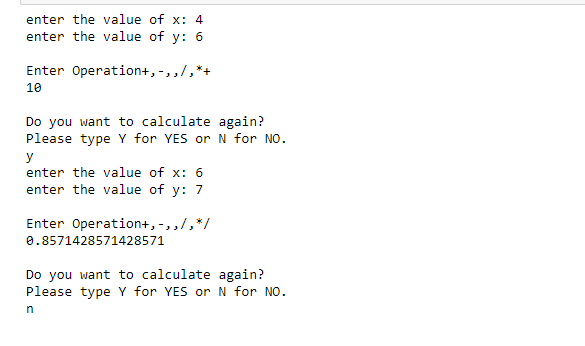 enter the value of x: 4
enter the value of y: 6
Enter Operation+,-,,/,*+
10
Do you want to calculate again?
Please type Y for YES or N for NO.
y
enter the value of x: 6
enter the value of y: 7
Enter Operation+,-,,/,*/
0.8571428571428571
Do you want to calculate again?
Please type Y for YES or N for NO.
n